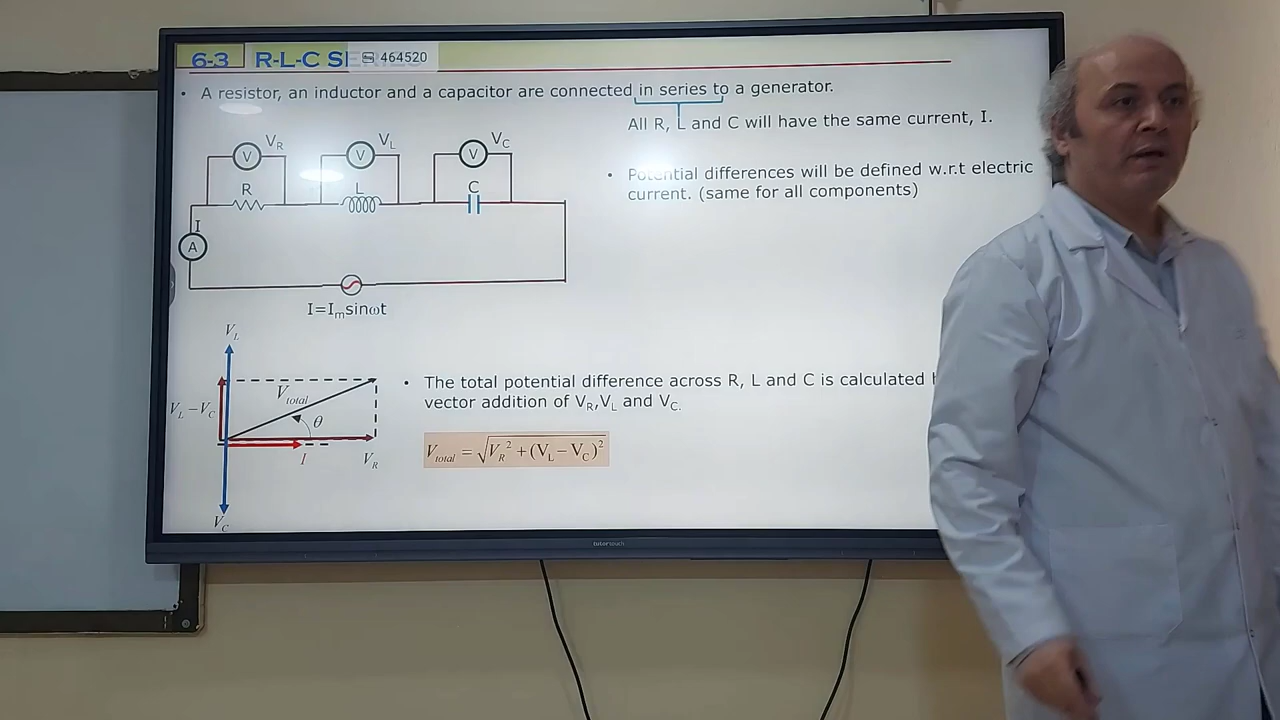 6-3 R-L-C S
464520
• A resistor, an inductor and a capacitor are connected in series to a generator.
All R, L and C will have the same current, I.
• Potential differences will be defined w.r.t electric
current. (same for all components)
V_R V_L V_C
V V V
R L C
I
A
I=I_m sinωt
V_L
V_L − V_C
V_total
θ
I
V_R
V_C
• The total potential difference across R, L and C is calculated
vector addition of V_R,V_L and V_C.
V_total = √(V_R² + (V_L − V_C)²)